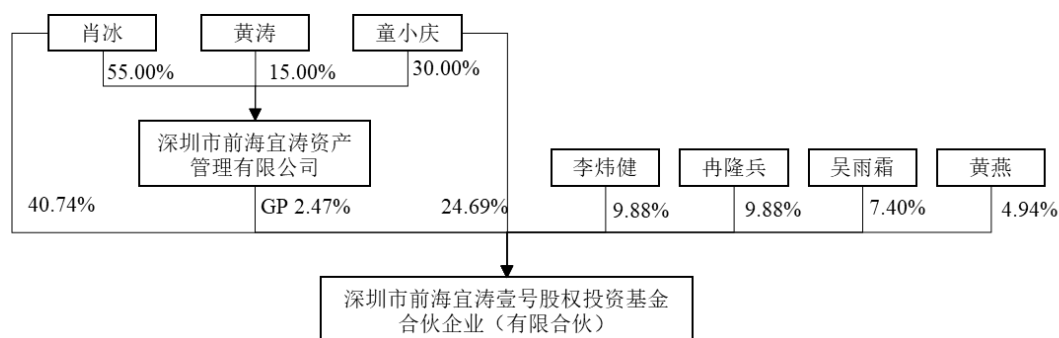 肖冰
黄涛
童小庆
55.00%
15.00%
30.00%
深圳市前海宜涛资产
管理有限公司
李炜健
冉隆兵
吴雨霜
黄燕
40.74%
GP 2.47%
24.69%
9.88%
9.88%
7.40%
4.94%
深圳市前海宜涛壹号股权投资基金
合伙企业（有限合伙）